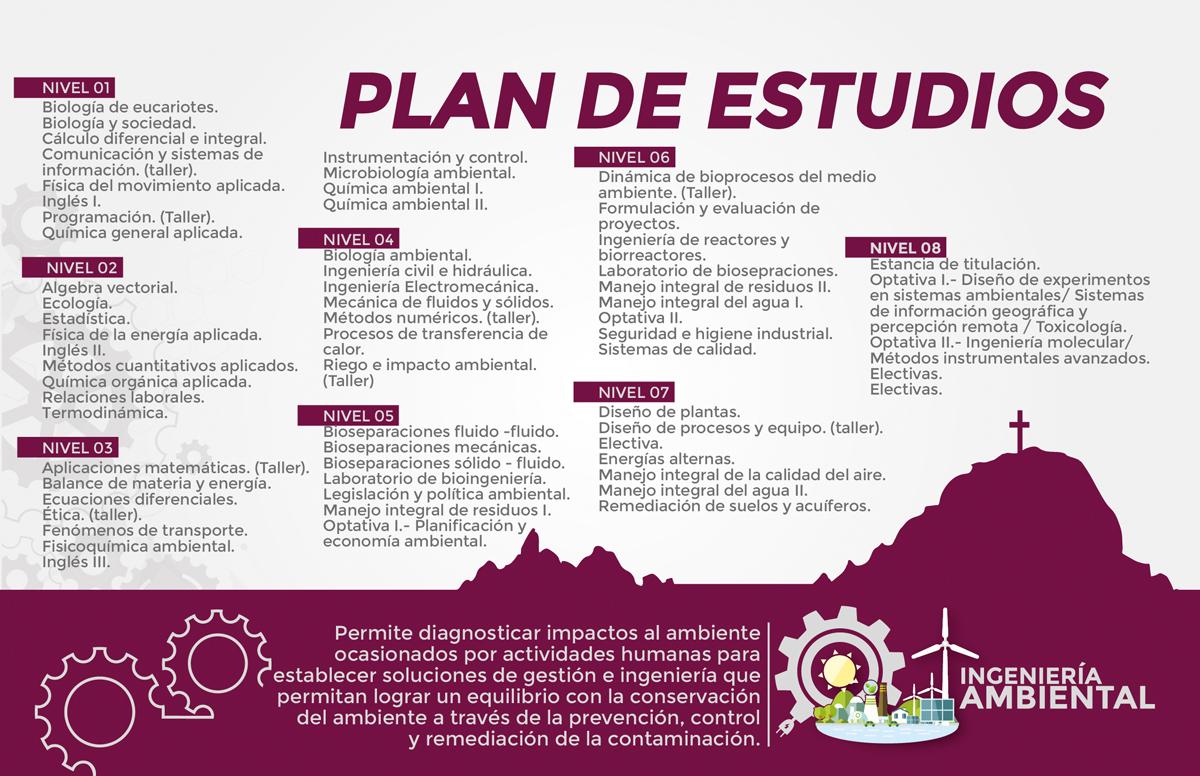 PLAN DE ESTUDIOS
NIVEL 01
Biología de eucariotes.
Biología y sociedad.
Cálculo diferencial e integral.
Comunicación y sistemas de
información. (taller).
Física del movimiento aplicada.
Inglés I.
Programación. (Taller).
Química general aplicada.
NIVEL 02
Algebra vectorial.
Ecología.
Estadística.
Física de la energía aplicada.
Inglés II.
Métodos cuantitativos aplicados.
Química orgánica aplicada.
Relaciones laborales.
Termodinámica.
NIVEL 03
Aplicaciones matemáticas. (Taller).
Balance de materia y energía.
Ecuaciones diferenciales.
Ética. (taller).
Fenómenos de transporte.
Fisicoquímica ambiental.
Inglés III.
Instrumentación y control.
Microbiología ambiental.
Química ambiental I.
Química ambiental II.
NIVEL 04
Biología ambiental.
Ingeniería civil e hidráulica.
Ingeniería Electromecánica.
Mecánica de fluidos y sólidos.
Métodos numéricos. (taller).
Procesos de transferencia de
calor.
Riego e impacto ambiental.
(Taller)
NIVEL 05
Bioseparaciones fluido -fluido.
Bioseparaciones mecánicas.
Bioseparaciones sólido - fluido.
Laboratorio de bioingeniería.
Legislación y política ambiental.
Manejo integral de residuos I.
Optativa I.- Planificación y
economía ambiental.
NIVEL 06
Dinámica de bioprocesos del medio
ambiente. (Taller).
Formulación y evaluación de
proyectos.
Ingeniería de reactores y
biorreactores.
Laboratorio de biosepraciones.
Manejo integral de residuos II.
Manejo integral del agua I.
Optativa II.
Seguridad e higiene industrial.
Sistemas de calidad.
NIVEL 07
Diseño de plantas.
Diseño de procesos y equipo. (taller).
Electiva.
Energías alternas.
Manejo integral de la calidad del aire.
Manejo integral del agua II.
Remediación de suelos y acuíferos.
NIVEL 08
Estancia de titulación.
Optativa I.- Diseño de experimentos
en sistemas ambientales/ Sistemas
de información geográfica y
percepción remota / Toxicología.
Optativa II.- Ingeniería molecular/
Métodos instrumentales avanzados.
Electivas.
Electivas.
Permite diagnosticar impactos al ambiente
ocasionados por actividades humanas para
establecer soluciones de gestión e ingeniería que
permitan lograr un equilibrio con la conservación
del ambiente a través de la prevención, control
y remediación de la contaminación.
INGENIERÍA
AMBIENTAL